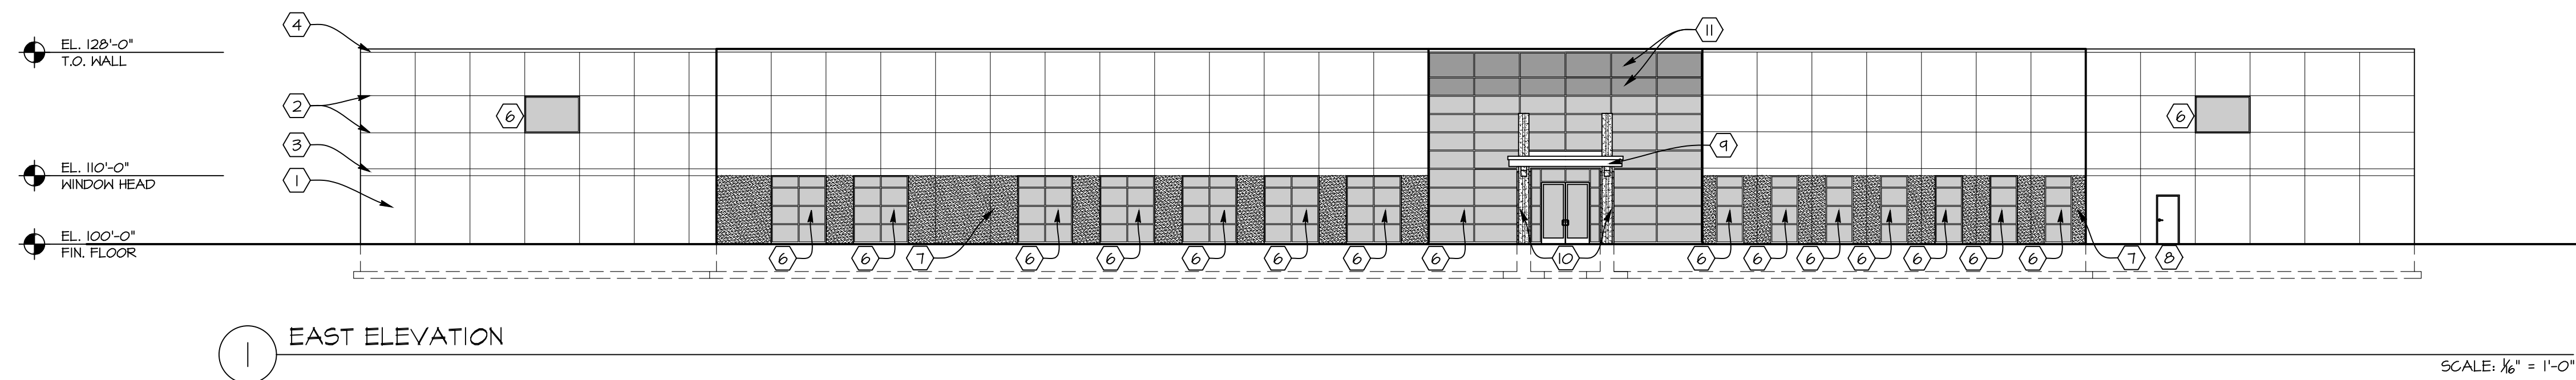 4
11
EL. 128'-0"
T.O. WALL
2
6
6
3
9
EL. 110'-0"
WINDOW HEAD
1
EL. 100'-0"
FIN. FLOOR
6 6 7 6 6 6 6 6 6 10 6 6 6 6 6 6 6 7 8
1 EAST ELEVATION
SCALE: 1/16" = 1'-0"